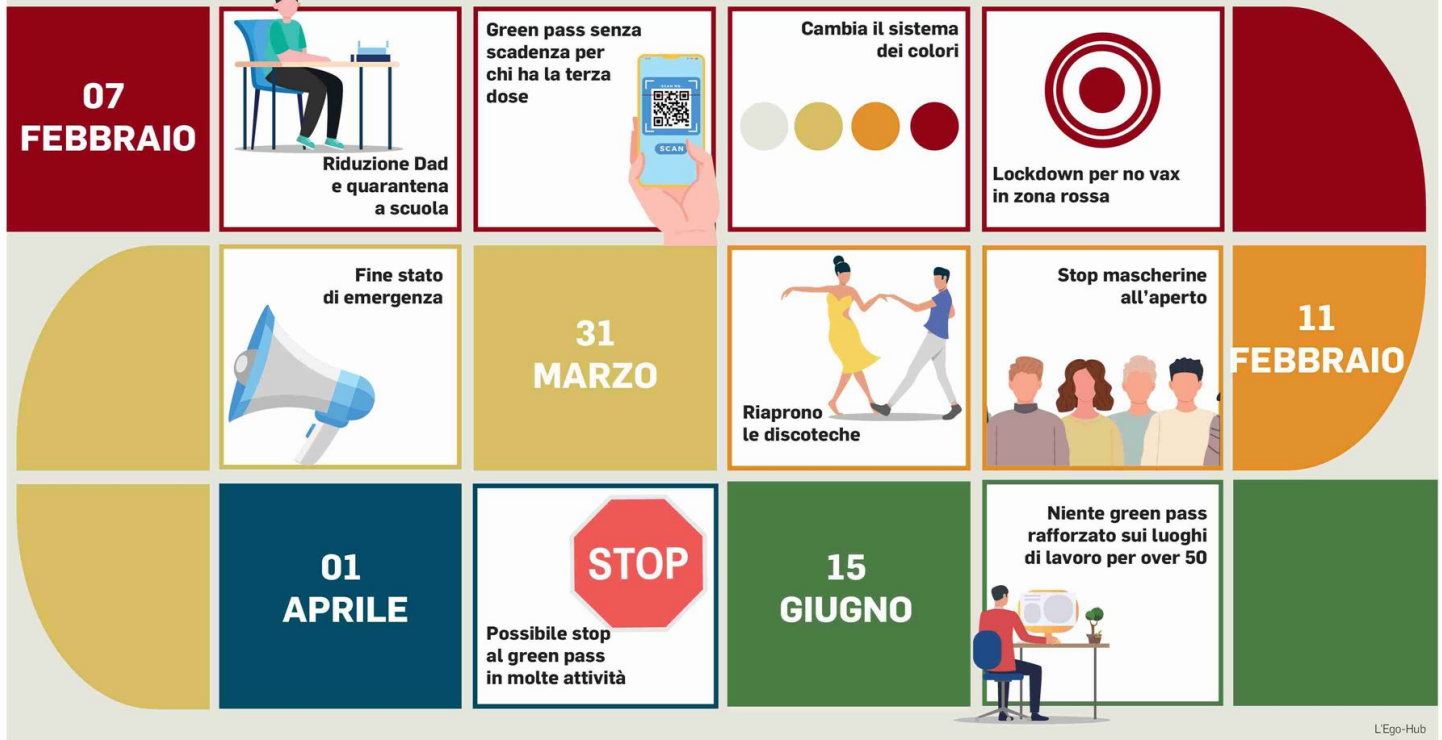 07
FEBBRAIO
Riduzione Dad
e quarantena
a scuola
Green pass senza
scadenza per
chi ha la terza
dose
SCAN ME
SCAN
Cambia il sistema
dei colori
Lockdown per no vax
in zona rossa
11
FEBBRAIO
Stop mascherine
all'aperto
Riaprono
le discoteche
31
MARZO
Fine stato
di emergenza
01
APRILE
STOP
Possibile stop
al green pass
in molte attività
15
GIUGNO
Niente green pass
rafforzato sui luoghi
di lavoro per over 50
L'Ego-Hub